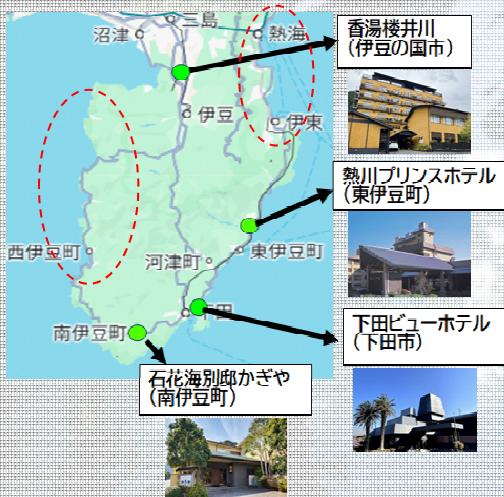 三島
沼津
熱海
香湯楼井川
（伊豆の国市）
伊豆
伊東
熱川プリンスホテル
（東伊豆町）
西伊豆町
河津町
東伊豆町
下田
南伊豆町
下田ビューホテル
（下田市）
石花海別邸かぎや
（南伊豆町）